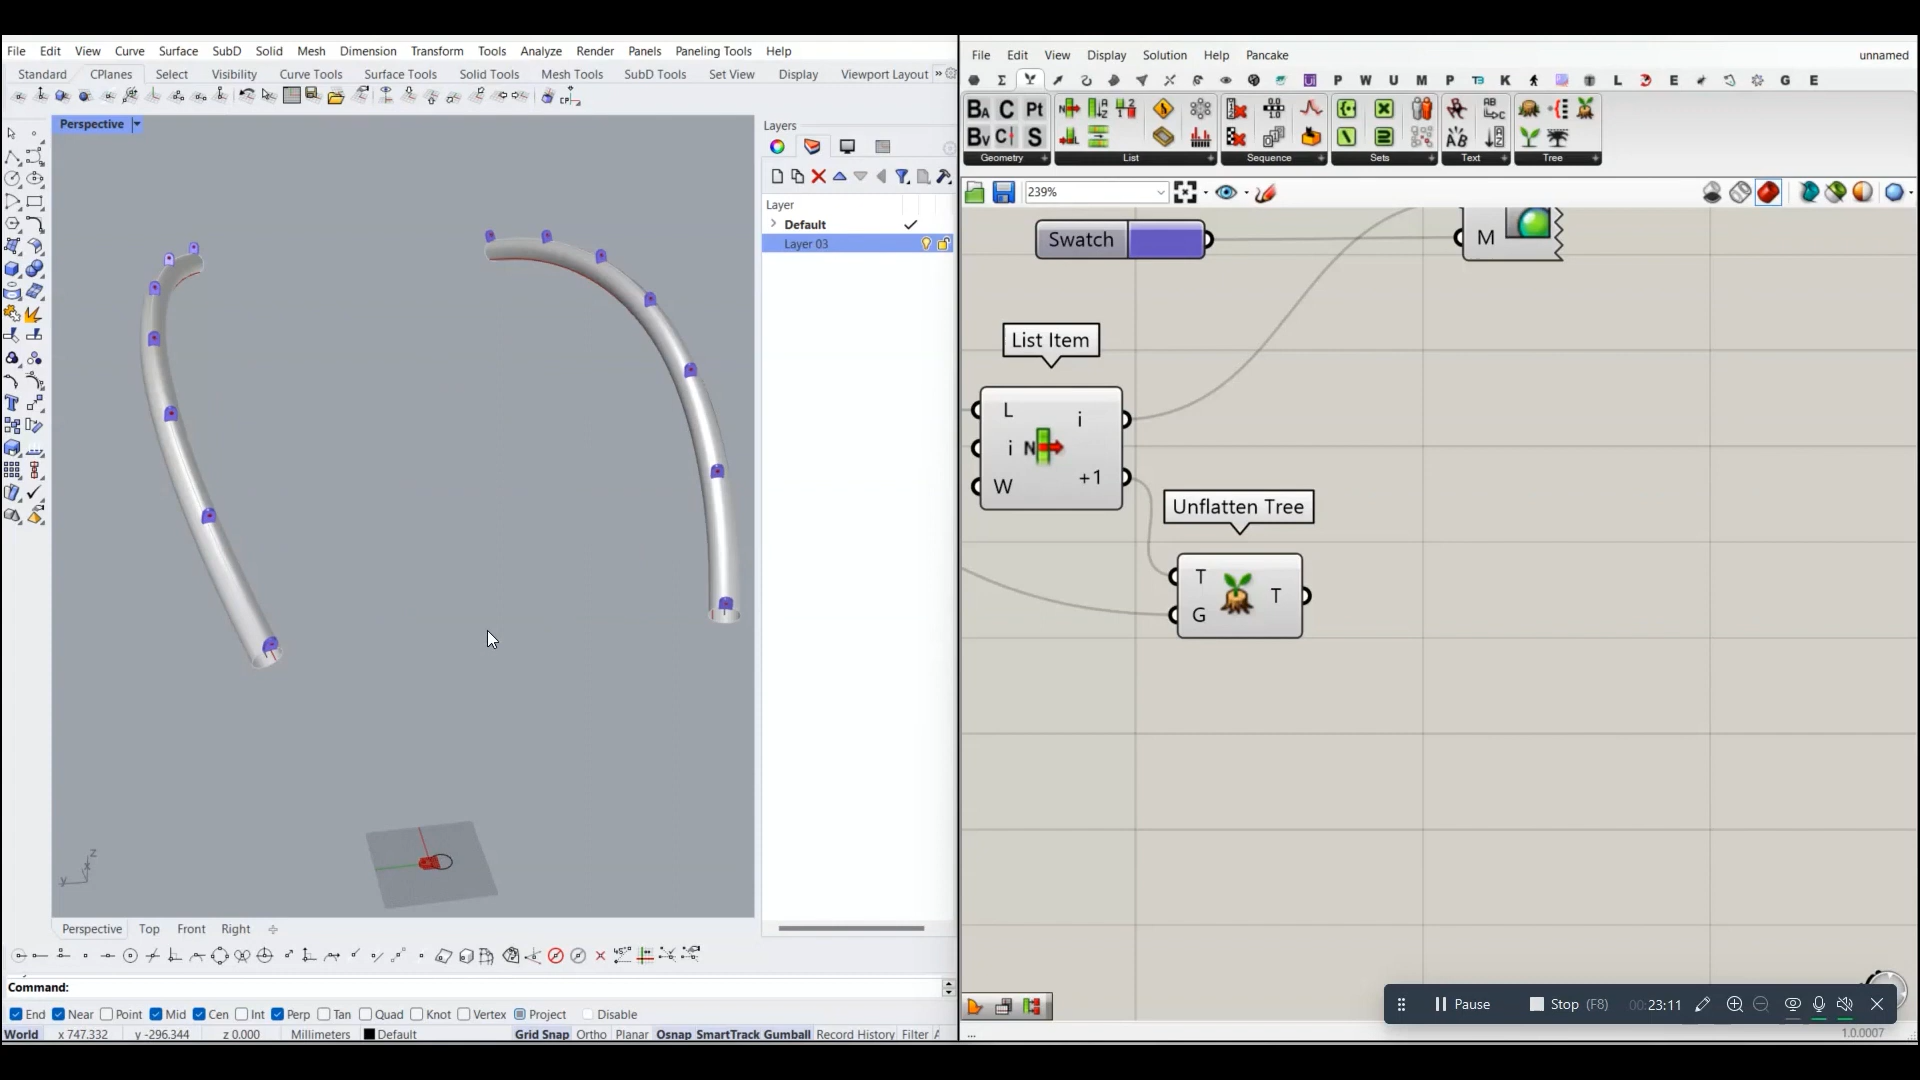 File Edit View Curve Surface SubD Solid Mesh Dimension Transform Tools Analyze Render Panels Paneling Tools Help
Standard CPlanes Select Visibility Curve Tools Surface Tools Solid Tools Mesh Tools SubD Tools Set View Display Viewport Layout »
Perspective
Layers
Layer
Default
Layer 03
z
y
Perspective Top Front Right
Command:
End Near Point Mid Cen Int Perp Tan Quad Knot Vertex Project Disable
World x 747.332 y -296.344 z 0.000 Millimeters Default Grid Snap Ortho Planar Osnap SmartTrack Gumball Record History Filter
File Edit View Display Solution Help Pancake unnamed
P W U M P K L E G E
Geometry List Sequence Sets Text Tree
239%
Swatch
M
List Item
L
i
W
N
i
+1
Unflatten Tree
T
G
T
Pause Stop (F8) 00:23:11
...
1.0.0007